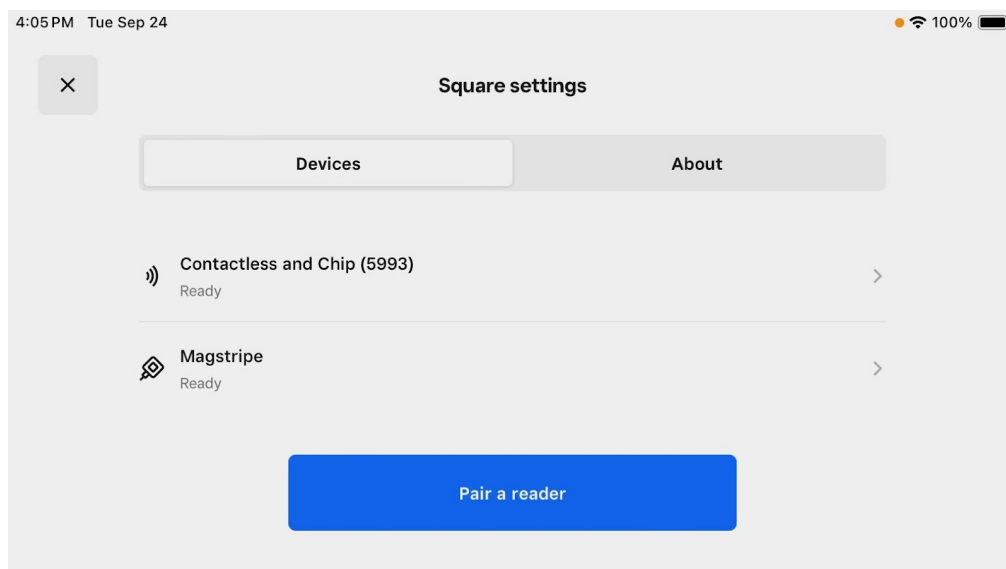 4:05 PM Tue Sep 24
100%
Square settings
Devices
About
Contactless and Chip (5993)
Ready
Magstripe
Ready
Pair a reader